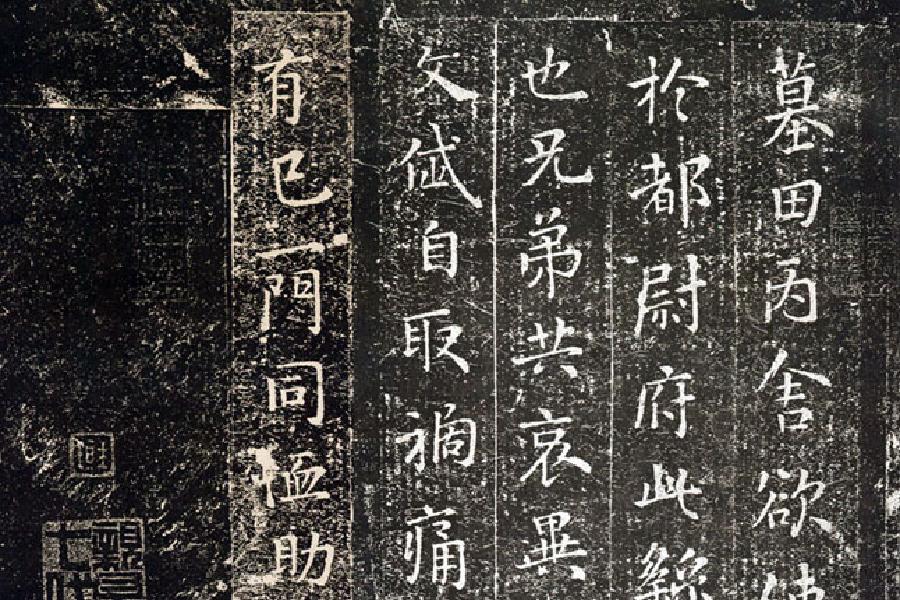 墓田丙舍欲使
於都尉府此繇
也兄弟共哀異
文 自取禍痛
有已一門同恤助